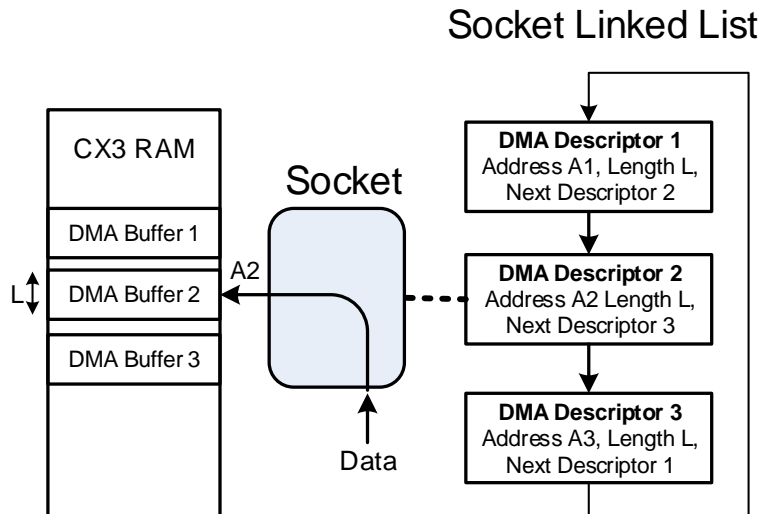 Socket Linked List
CX3 RAM
DMA Buffer 1
L
DMA Buffer 2
DMA Buffer 3
Socket
A2
Data
DMA Descriptor 1
Address A1, Length L,
Next Descriptor 2
DMA Descriptor 2
Address A2 Length L,
Next Descriptor 3
DMA Descriptor 3
Address A3, Length L,
Next Descriptor 1